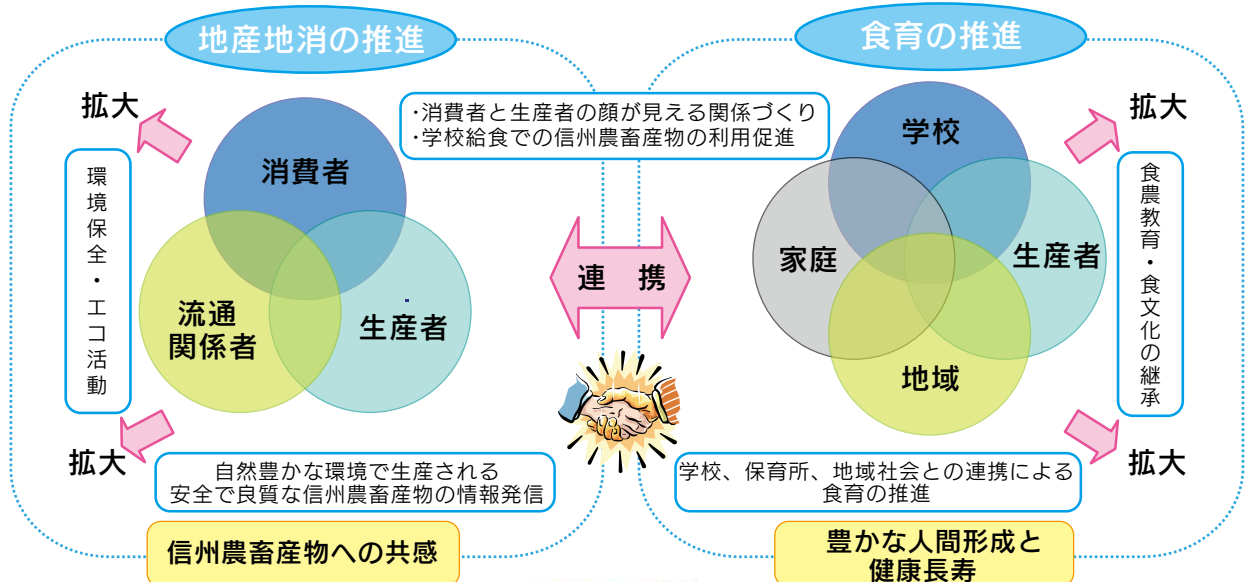 地産地消の推進
食育の推進
・消費者と生産者の顔が見える関係づくり
・学校給食での信州農畜産物の利用促進
拡大
消費者
環境保全・エコ活動
流通
関係者
生産者
拡大
自然豊かな環境で生産される
安全で良質な信州農畜産物の情報発信
信州農畜産物への共感
連 携
学校
拡大
家庭
生産者
食農教育・食文化の継承
地域
拡大
学校、保育所、地域社会との連携による
食育の推進
豊かな人間形成と
健康長寿